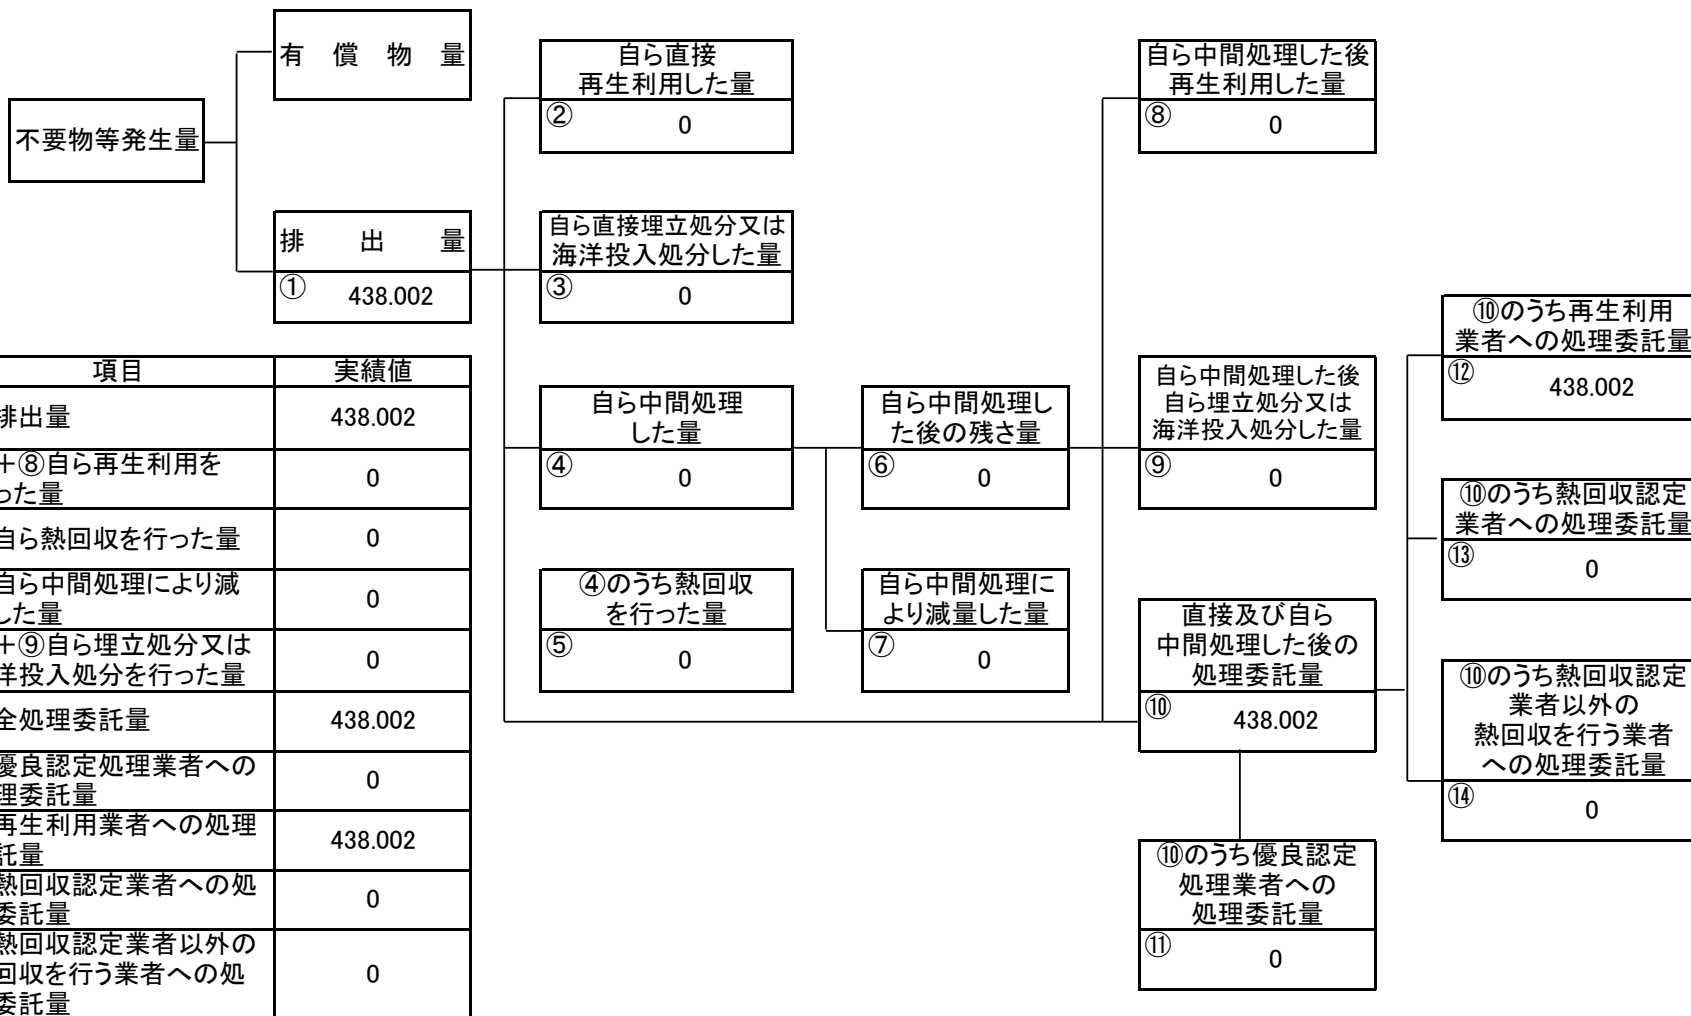 不要物等発生量
有　償　物　量
排　　出　　量
① 438.002
自ら直接
再生利用した量
② 0
自ら直接埋立処分又は
海洋投入処分した量
③ 0
自ら中間処理
した量
④ 0
④のうち熱回収
を行った量
⑤ 0
自ら中間処理し
た後の残さ量
⑥ 0
自ら中間処理に
より減量した量
⑦ 0
自ら中間処理した後
再生利用した量
⑧ 0
自ら中間処理した後
自ら埋立処分又は
海洋投入処分した量
⑨ 0
直接及び自ら
中間処理した後の
処理委託量
⑩ 438.002
⑩のうち優良認定
処理業者への
処理委託量
⑪ 0
⑩のうち再生利用
業者への処理委託量
⑫ 438.002
⑩のうち熱回収認定
業者への処理委託量
⑬ 0
⑩のうち熱回収認定
業者以外の
熱回収を行う業者
への処理委託量
⑭ 0
項目 実績値
排出量 438.002
＋⑧自ら再生利用を
った量 0
自ら熱回収を行った量 0
自ら中間処理により減
した量 0
＋⑨自ら埋立処分又は
洋投入処分を行った量 0
全処理委託量 438.002
優良認定処理業者への
理委託量 0
再生利用業者への処理
託量 438.002
熱回収認定業者への処
委託量 0
熱回収認定業者以外の
回収を行う業者への処
委託量 0